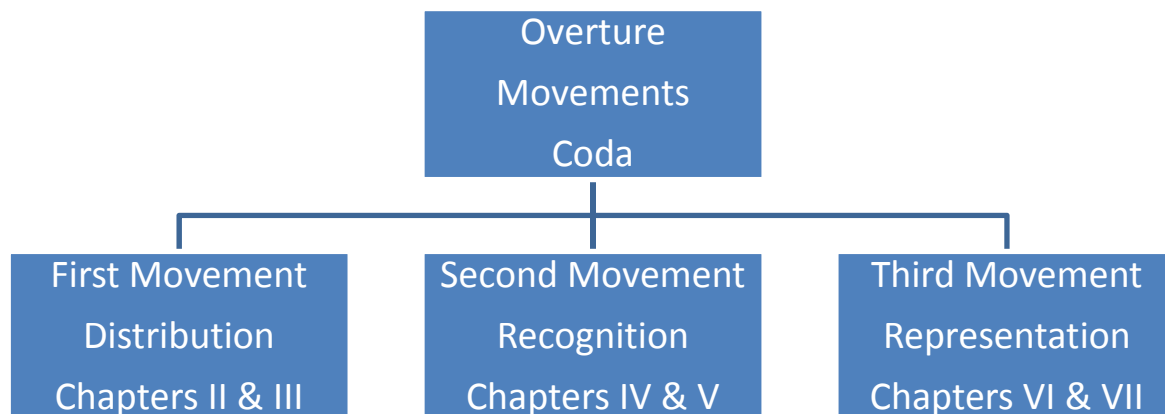 Overture
Movements
Coda
First Movement
Distribution
Chapters II & III
Second Movement
Recognition
Chapters IV & V
Third Movement
Representation
Chapters VI & VII